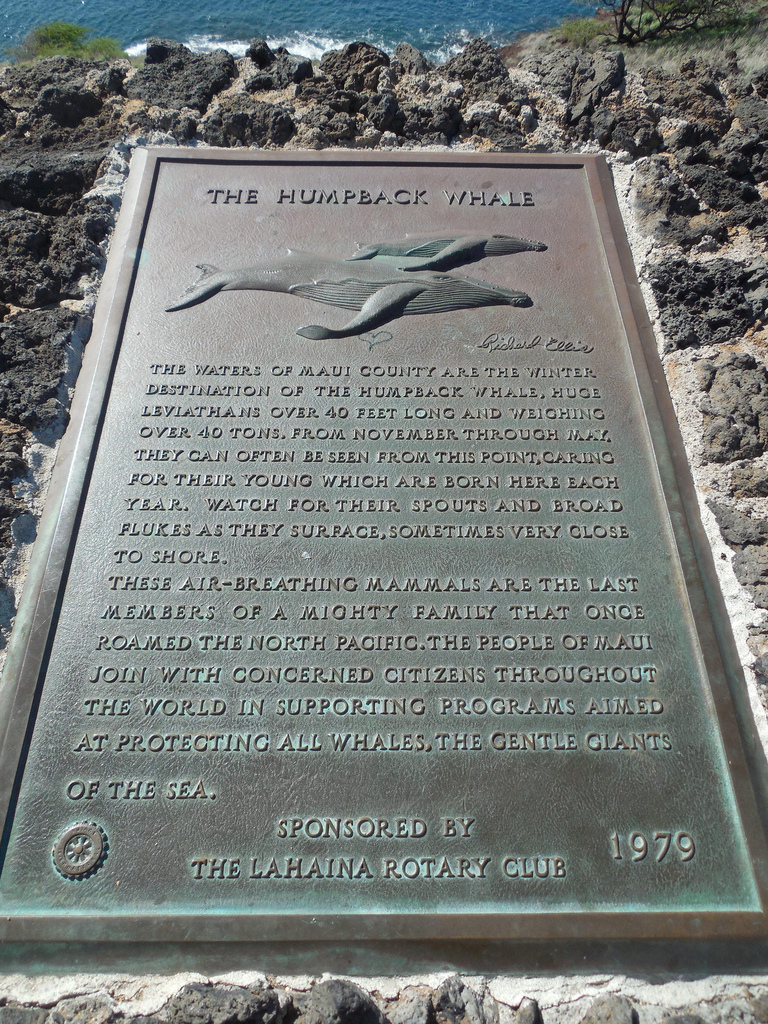 THE HUMPBACK WHALE
Richard Ellis
THE WATERS OF MAUI COUNTY ARE THE WINTER
DESTINATION OF THE HUMPBACK WHALE, HUGE
LEVIATHANS OVER 40 FEET LONG AND WEIGHING
OVER 40 TONS. FROM NOVEMBER THROUGH MAY,
THEY CAN OFTEN BE SEEN FROM THIS POINT, CARING
FOR THEIR YOUNG WHICH ARE BORN HERE EACH
YEAR. WATCH FOR THEIR SPOUTS AND BROAD
FLUKES AS THEY SURFACE, SOMETIMES VERY CLOSE
TO SHORE.
THESE AIR-BREATHING MAMMALS ARE THE LAST
MEMBERS OF A MIGHTY FAMILY THAT ONCE
ROAMED THE NORTH PACIFIC. THE PEOPLE OF MAUI
JOIN WITH CONCERNED CITIZENS THROUGHOUT
THE WORLD IN SUPPORTING PROGRAMS AIMED
AT PROTECTING ALL WHALES, THE GENTLE GIANTS
OF THE SEA.
SPONSORED BY
THE LAHAINA ROTARY CLUB
1979